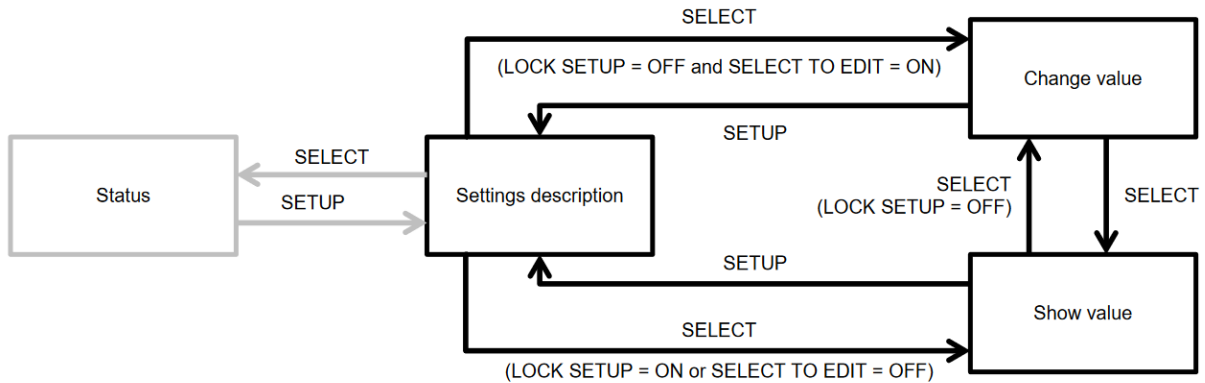 SELECT
(LOCK SETUP = OFF and SELECT TO EDIT = ON)
Change value
SETUP
SELECT
Status
Settings description
SETUP
SELECT
(LOCK SETUP = OFF)
SELECT
SETUP
Show value
SELECT
(LOCK SETUP = ON or SELECT TO EDIT = OFF)